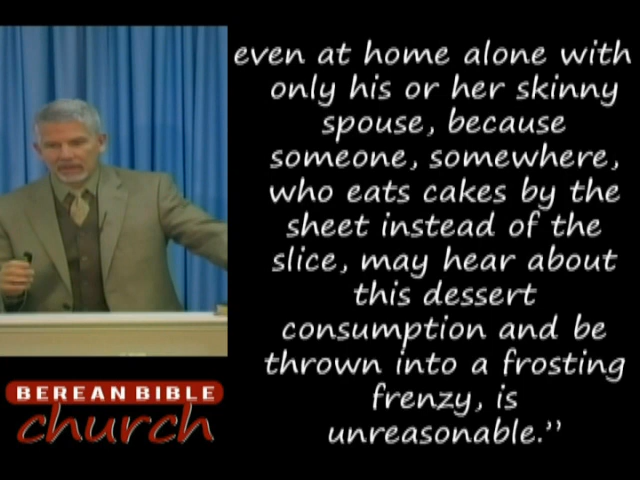 even at home alone with
only his or her skinny
spouse, because
someone, somewhere,
who eats cakes by the
sheet instead of the
slice, may hear about
this dessert
consumption and be
thrown into a frosting
frenzy, is
unreasonable.”
BEREAN BIBLE
church